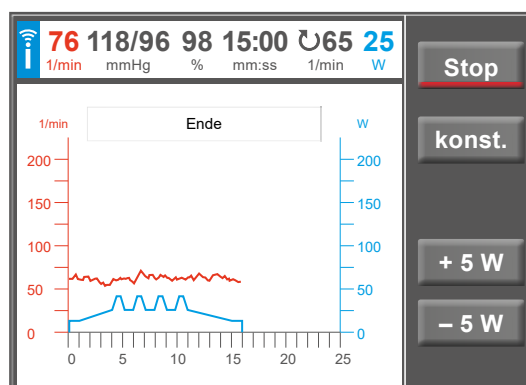 76 118/96 98 15:00 ↻65 25
1/min mmHg % mm:ss 1/min W
Stop
1/min Ende W
konst.
200 200
150 150
100 100
+ 5 W
50 50
– 5 W
0 0
0 5 10 15 20 25